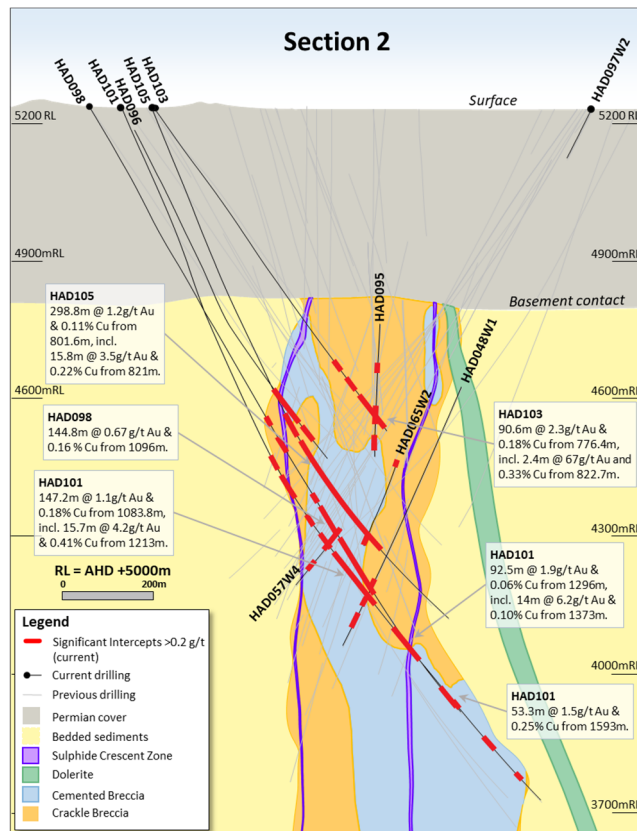 Section 2
HAD098
HAD101
HAD096
HAD105
HAD103
HAD097W2
Surface
5200 RL
5200 RL
4900mRL
4900mRL
HAD105
298.8m @ 1.2g/t Au
& 0.11% Cu from
801.6m, incl.
15.8m @ 3.5g/t Au &
0.22% Cu from 821m.
HAD095
Basement contact
HAD048W1
4600mRL
4600mRL
HAD098
144.8m @ 0.67 g/t Au &
0.16 % Cu from 1096m.
HAD065W2
HAD103
90.6m @ 2.3g/t Au &
0.18% Cu from 776.4m,
incl. 2.4m @ 67g/t Au and
0.33% Cu from 822.7m.
HAD101
147.2m @ 1.1g/t Au &
0.18% Cu from 1083.8m,
incl. 15.7m @ 4.2g/t Au
& 0.41% Cu from 1213m.
4300mRL
4300mRL
RL = AHD +5000m
0 200m
HAD057W4
HAD101
92.5m @ 1.9g/t Au &
0.06% Cu from 1296m,
incl. 14m @ 6.2g/t Au &
0.10% Cu from 1373m.
Legend
Significant Intercepts >0.2 g/t
(current)
Current drilling
Previous drilling
Permian cover
Bedded sediments
Sulphide Crescent Zone
Dolerite
Cemented Breccia
Crackle Breccia
4000mRL
HAD101
53.3m @ 1.5g/t Au &
0.25% Cu from 1593m.
3700mRL